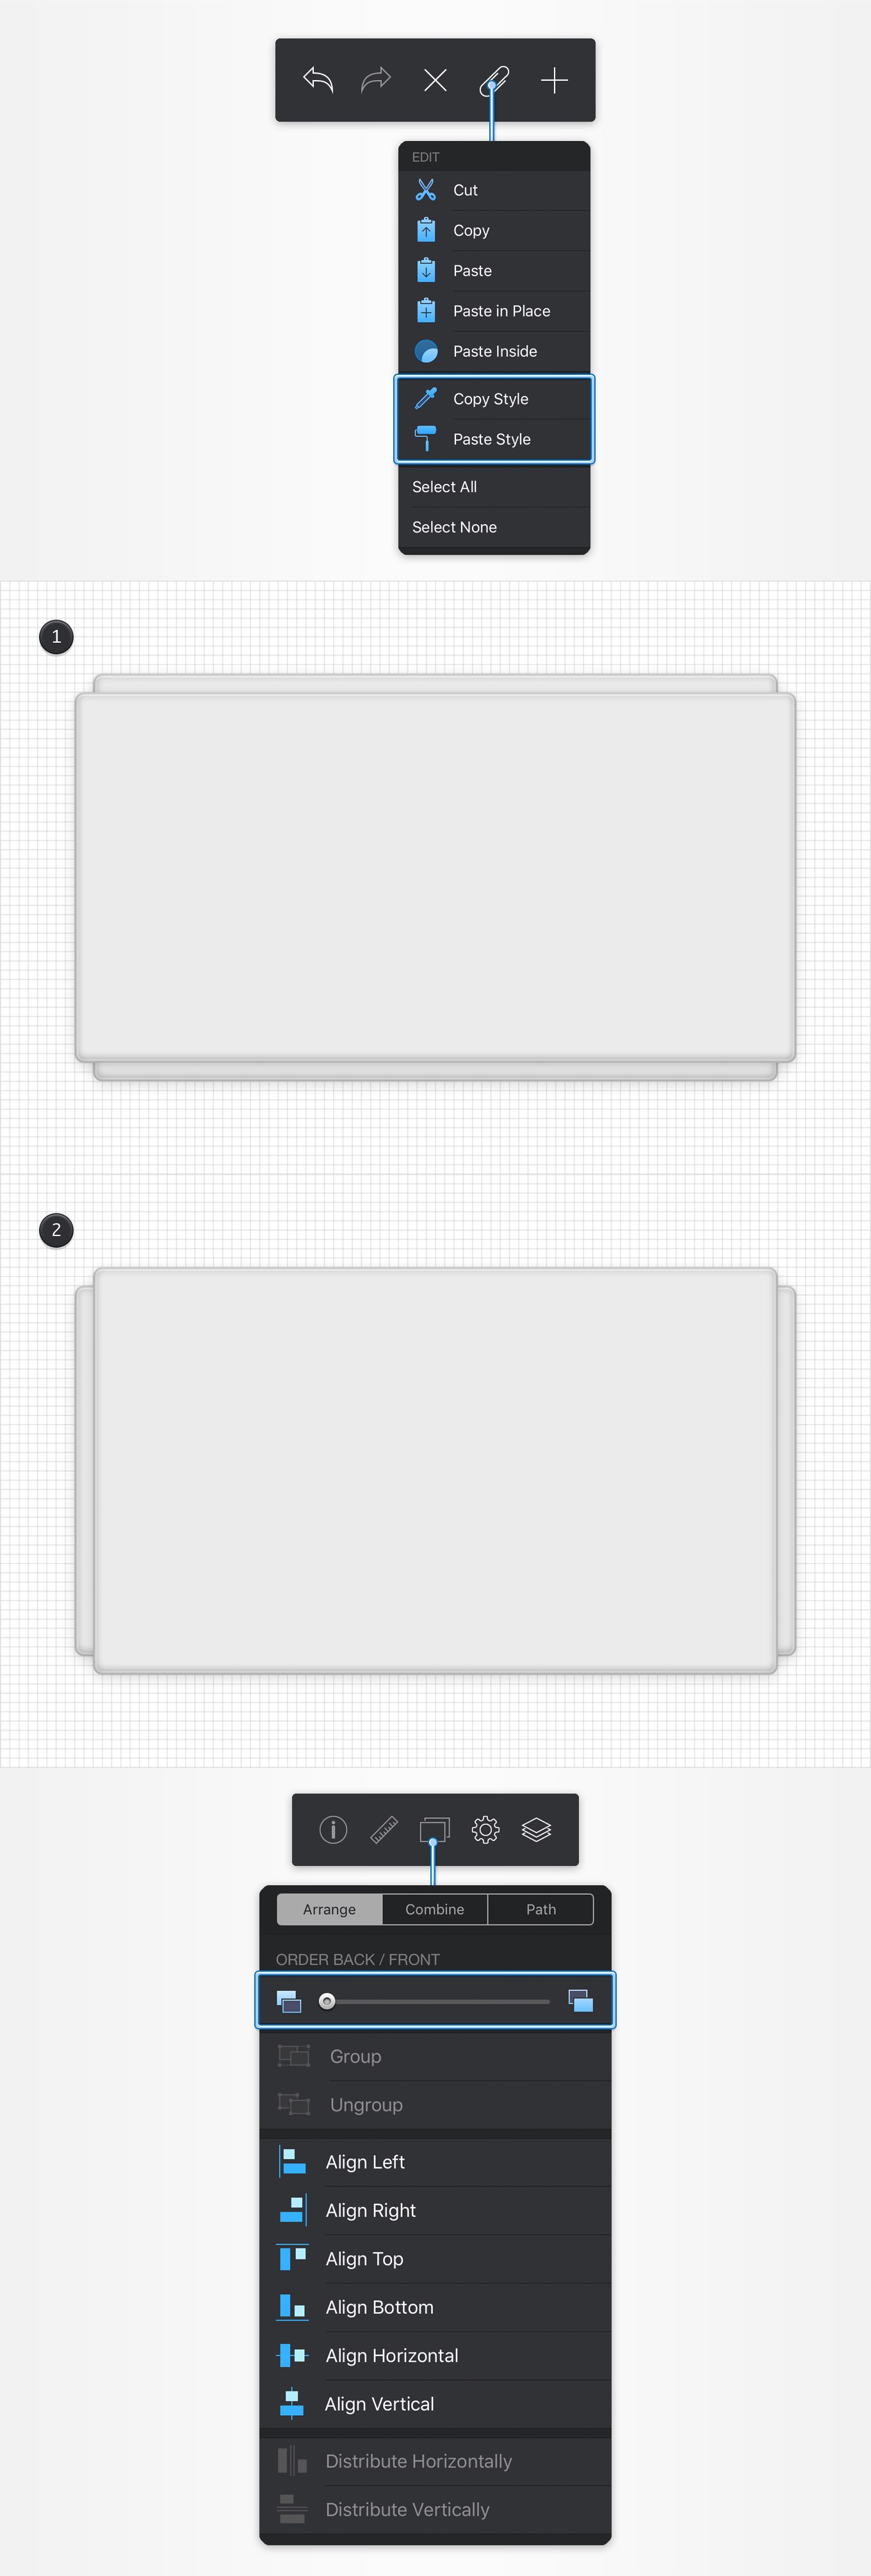 EDIT
Cut
Copy
Paste
Paste in Place
Paste Inside
Copy Style
Paste Style
Select All
Select None
1
2
Arrange Combine Path
ORDER BACK / FRONT
Group
Ungroup
Align Left
Align Right
Align Top
Align Bottom
Align Horizontal
Align Vertical
Distribute Horizontally
Distribute Vertically